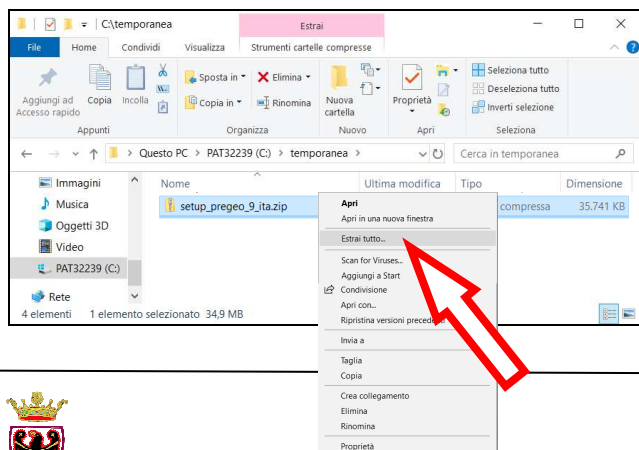 C:\temporanea
Estrai
File
Home
Condividi
Visualizza
Strumenti cartelle compresse
Aggiungi ad
Accesso rapido
Copia
Incolla
Sposta in
Copia in
Elimina
Rinomina
Nuova
cartella
Proprietà
Seleziona tutto
Deseleziona tutto
Inverti selezione
Appunti
Organizza
Nuovo
Apri
Seleziona
Questo PC > PAT32239 (C:) > temporanea >
Cerca in temporanea
Immagini
Musica
Oggetti 3D
Video
PAT32239 (C:)
Rete
Nome
Ultima modifica
Tipo
Dimensione
setup_pregeo_9_ita.zip
compressa
35.741 KB
Apri
Apri in una nuova finestra
Estrai tutto...
Scan for Viruses...
Aggiungi a Start
Condivisione
Apri con...
Ripristina versioni
Invia a
Taglia
Copia
Crea collegamento
Elimina
Rinomina
Proprietà
4 elementi
1 elemento selezionato 34,9 MB